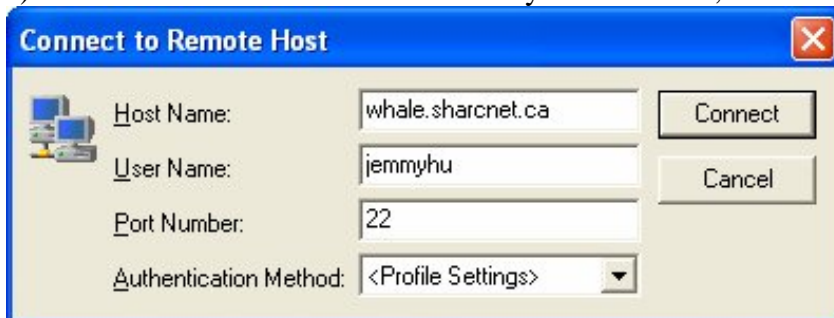 Connect to Remote Host
Host Name: whale.sharcnet.ca Connect
User Name: jemmyhu Cancel
Port Number: 22
Authentication Method: <Profile Settings>